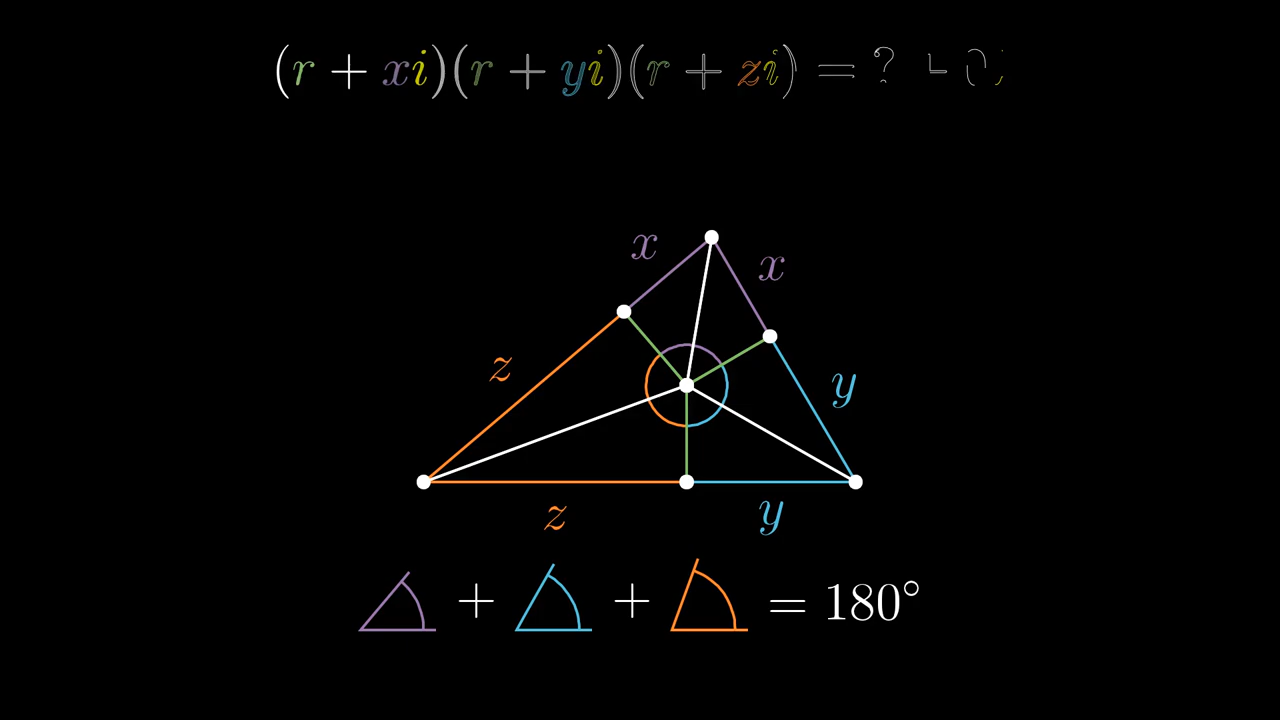 (r + xi)(r + yi)(r + zi) = ?
x
x
z
y
z
y
+ + = 180°